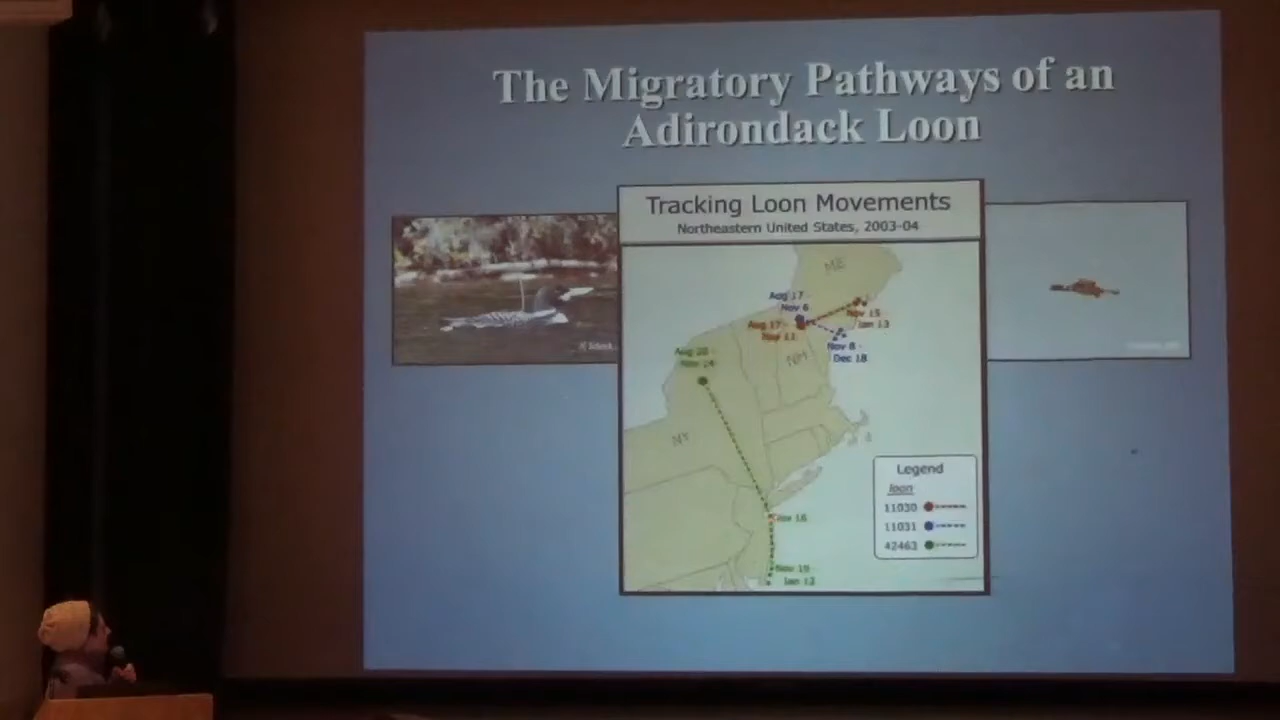 The Migratory Pathways of an
Adirondack Loon
Tracking Loon Movements
Northeastern United States, 2003-04
ME
Aug 17 -
Nov 6
Aug 17 -
Nov 11
Nov 15
Jan 13
Nov 8 -
Dec 18
NH
Aug 20 -
Nov 14
NY
Nov 16
Nov 19 -
Jan 12
Legend
loon
11030
11031
42463